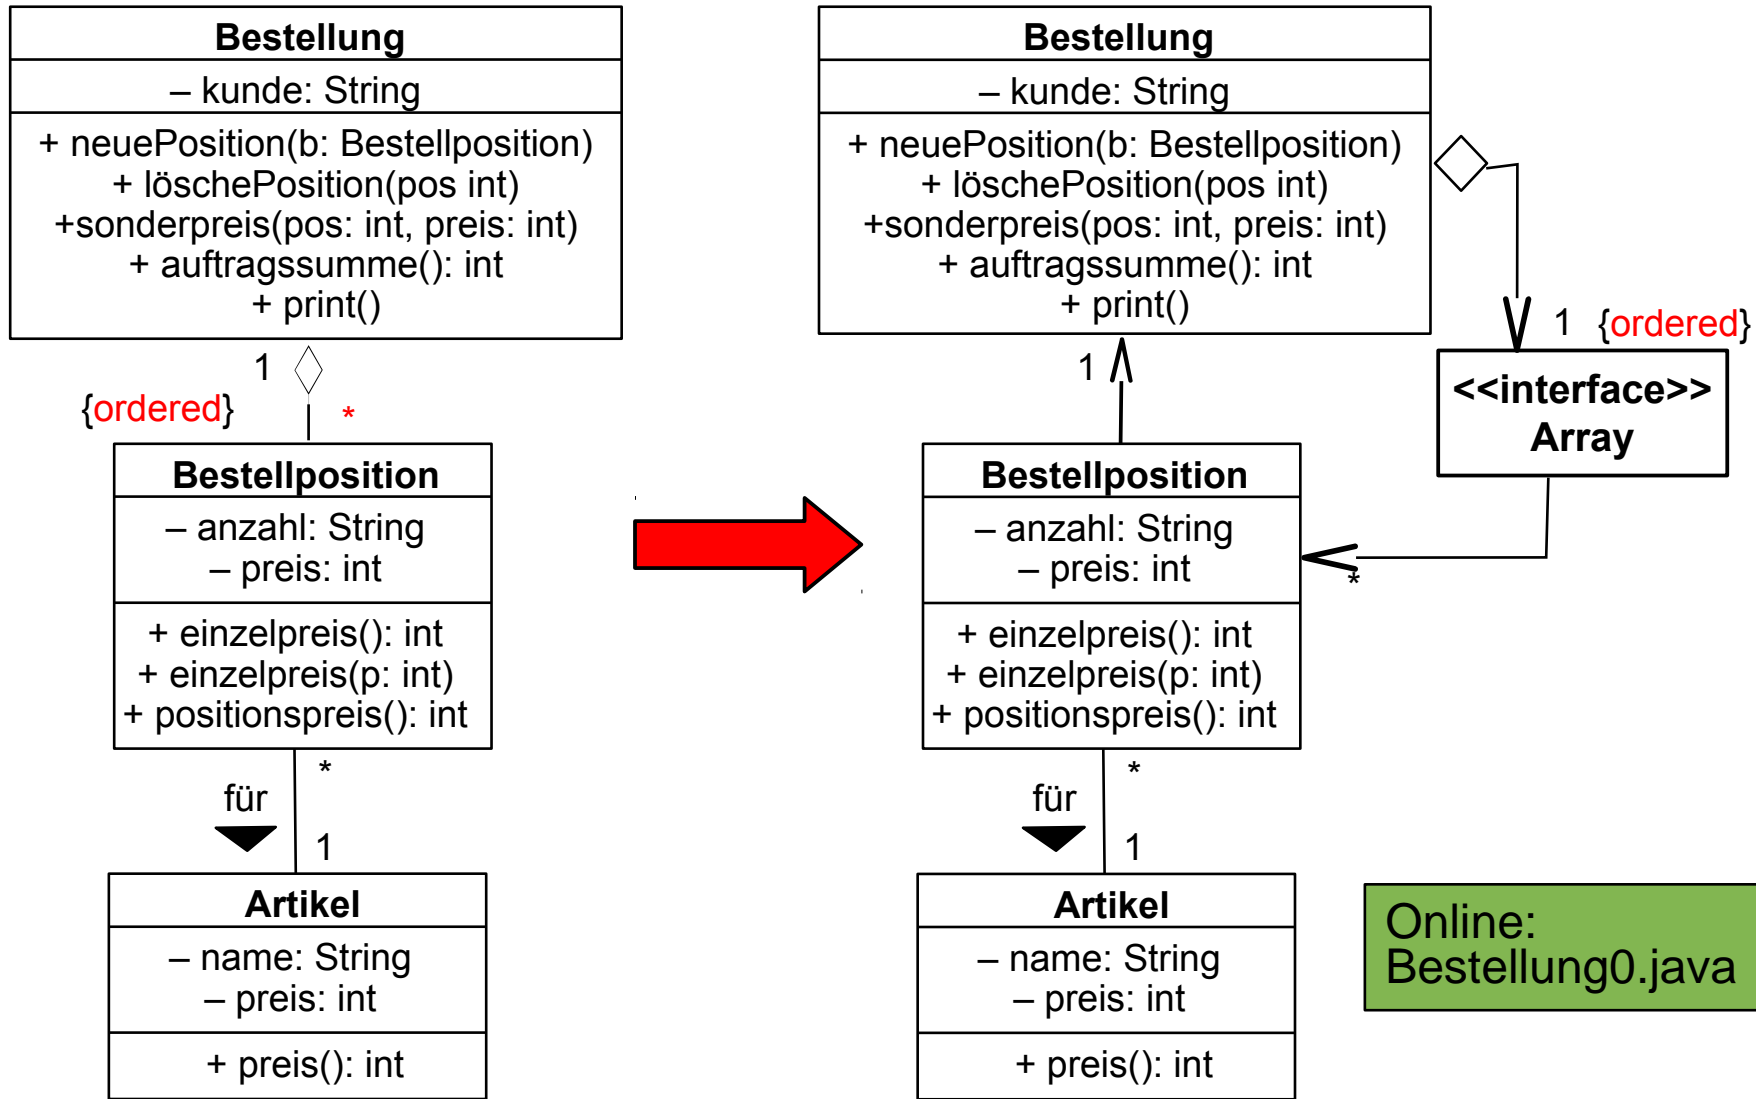 Bestellung
– kunde: String
+ neuePosition(b: Bestellposition)
+ löschePosition(pos int)
+sonderpreis(pos: int, preis: int)
+ auftragssumme(): int
+ print()
1
{ordered}
*
Bestellposition
– anzahl: String
– preis: int
+ einzelpreis(): int
+ einzelpreis(p: int)
+ positionspreis(): int
*
für
1
Artikel
– name: String
– preis: int
+ preis(): int
Bestellung
– kunde: String
+ neuePosition(b: Bestellposition)
+ löschePosition(pos int)
+sonderpreis(pos: int, preis: int)
+ auftragssumme(): int
+ print()
1 {ordered}
<<interface>>
Array
1
*
Bestellposition
– anzahl: String
– preis: int
+ einzelpreis(): int
+ einzelpreis(p: int)
+ positionspreis(): int
*
für
1
Artikel
– name: String
– preis: int
+ preis(): int
Online:
Bestellung0.java